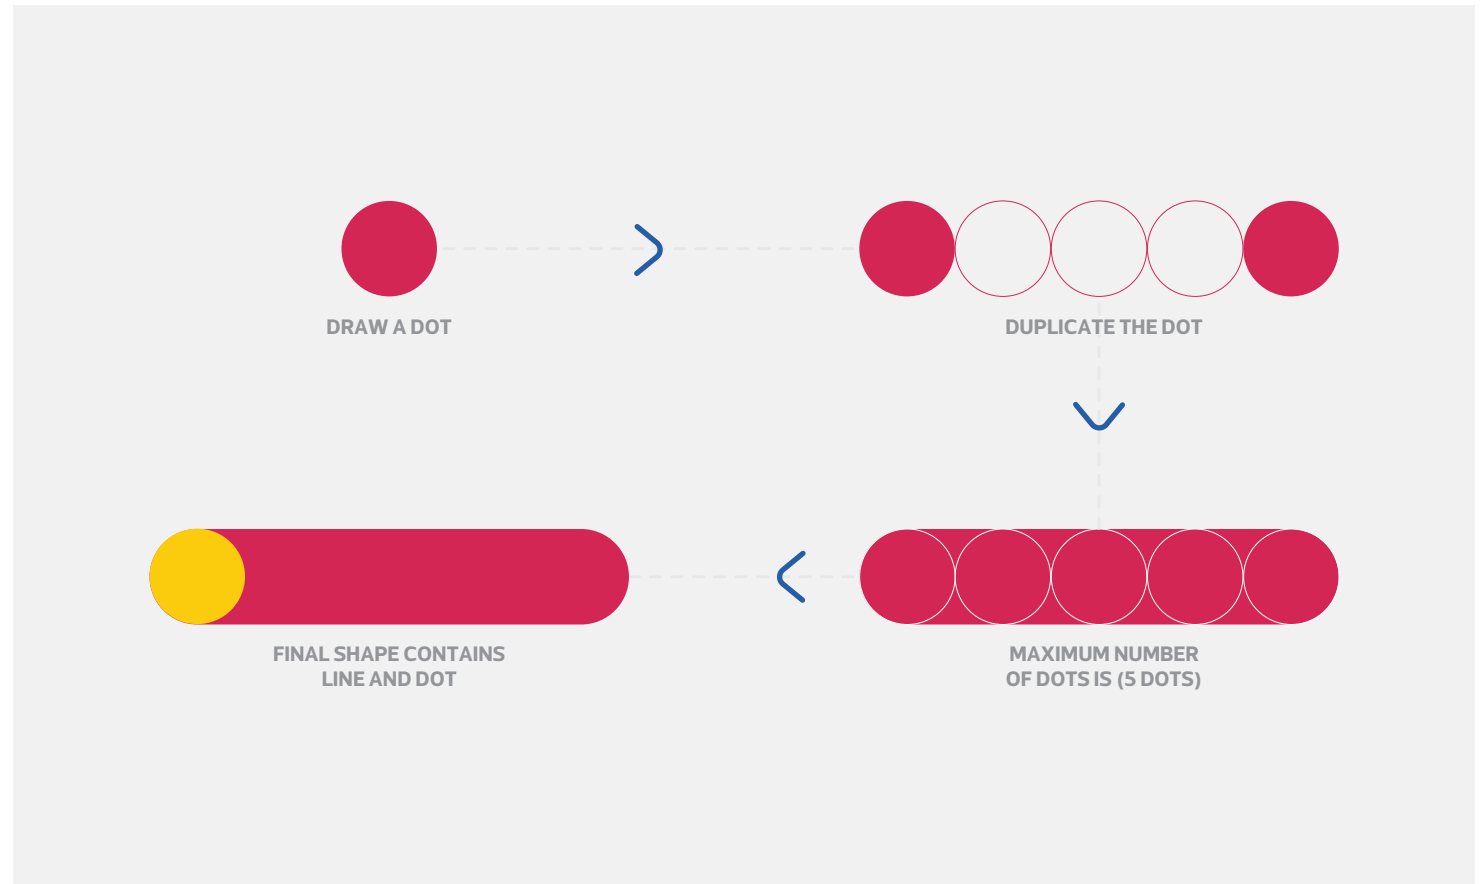 DRAW A DOT
DUPLICATE THE DOT
MAXIMUM NUMBER
OF DOTS IS (5 DOTS)
FINAL SHAPE CONTAINS
LINE AND DOT